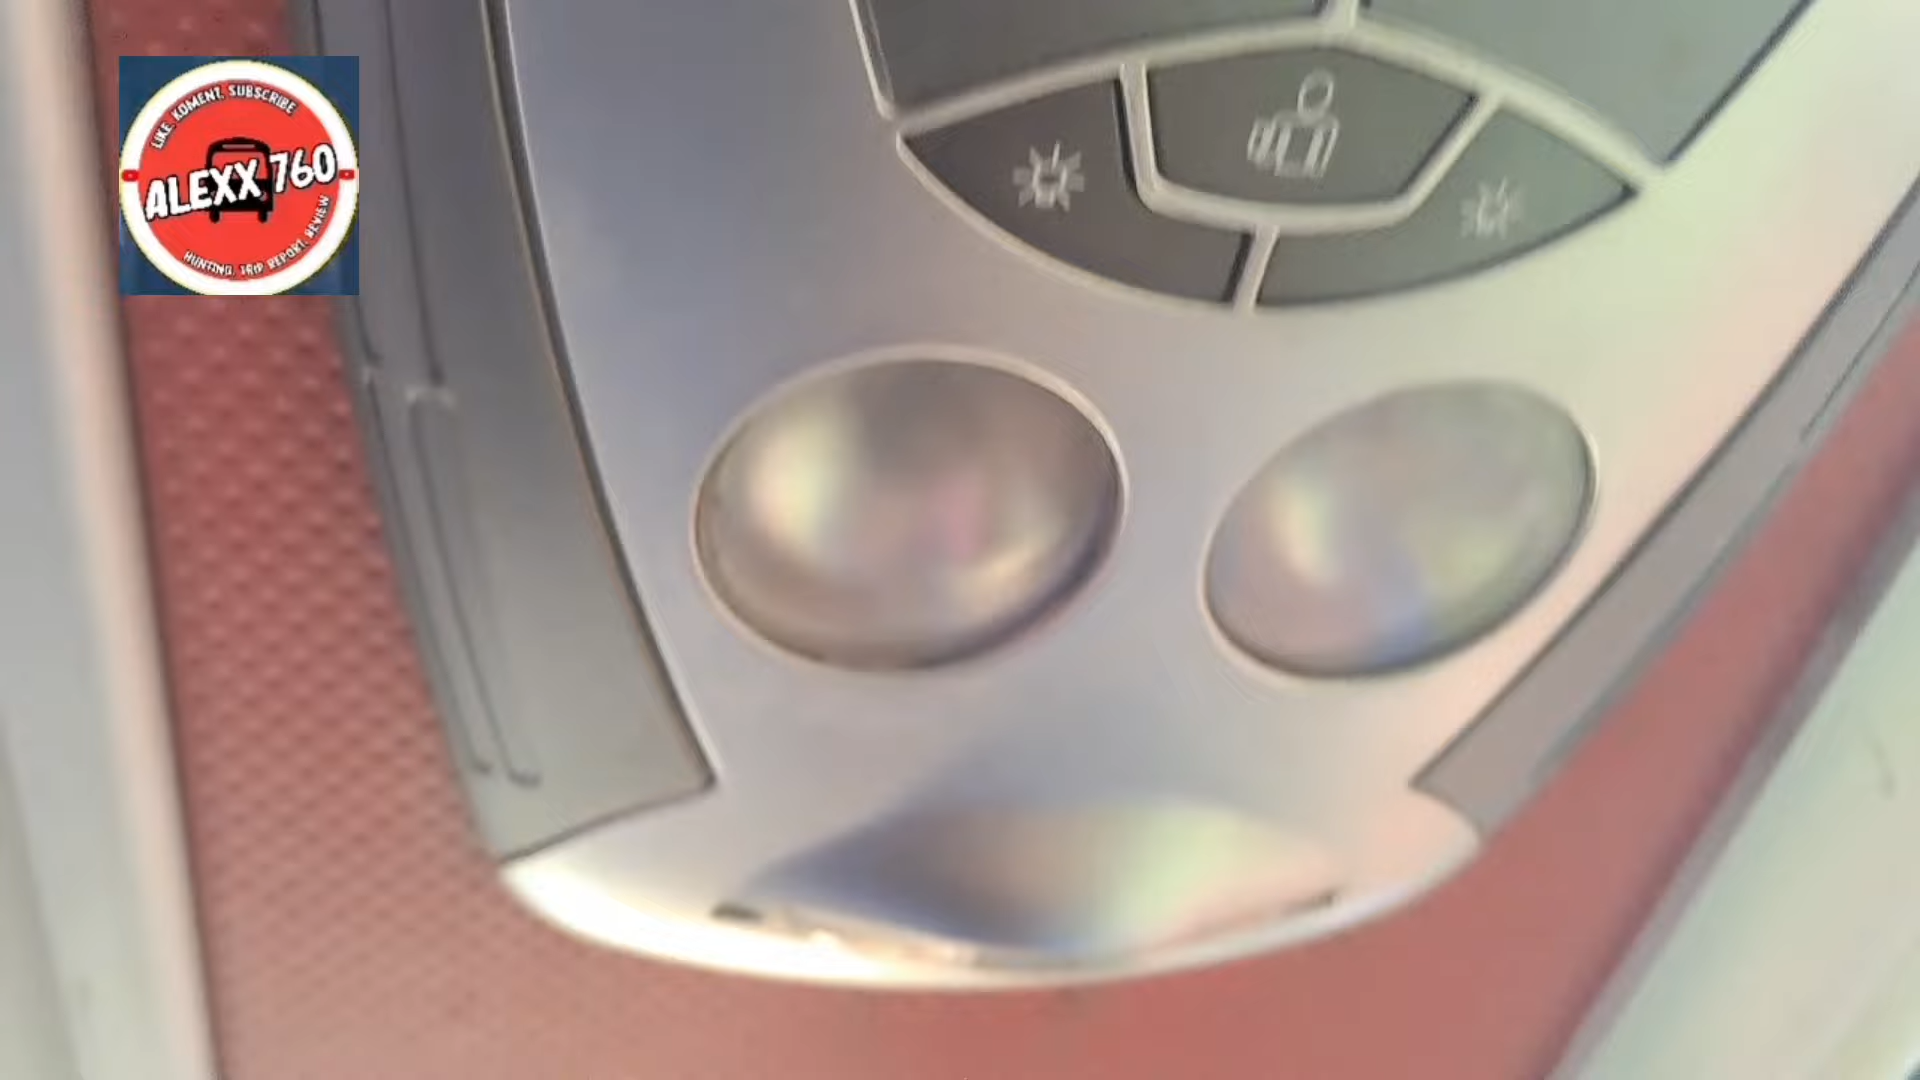 LIKE, KOMENT, SUBSCRIBE
ALEXX 760
HUNTING, TRIP REPORT, REVIEW